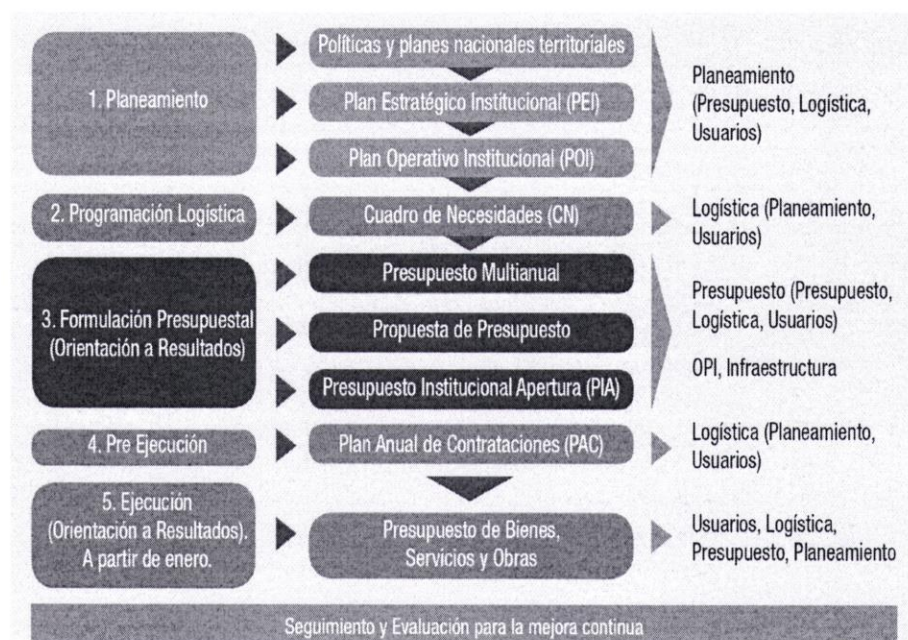 1. Planeamiento
Políticas y planes nacionales territoriales
Plan Estratégico Institucional (PEI)
Plan Operativo Institucional (POI)
Planeamiento
(Presupuesto, Logística,
Usuarios)
2. Programación Logística
Cuadro de Necesidades (CN)
Logística (Planeamiento,
Usuarios)
3. Formulación Presupuestal
(Orientación a Resultados)
Presupuesto Multianual
Propuesta de Presupuesto
Presupuesto Institucional Apertura (PIA)
Presupuesto (Presupuesto,
Logística, Usuarios)
OPI, Infraestructura
4. Pre Ejecución
Plan Anual de Contrataciones (PAC)
Logística (Planeamiento,
Usuarios)
5. Ejecución
(Orientación a Resultados).
A partir de enero.
Presupuesto de Bienes,
Servicios y Obras
Usuarios, Logística,
Presupuesto, Planeamiento
Seguimiento y Evaluación para la mejora continua